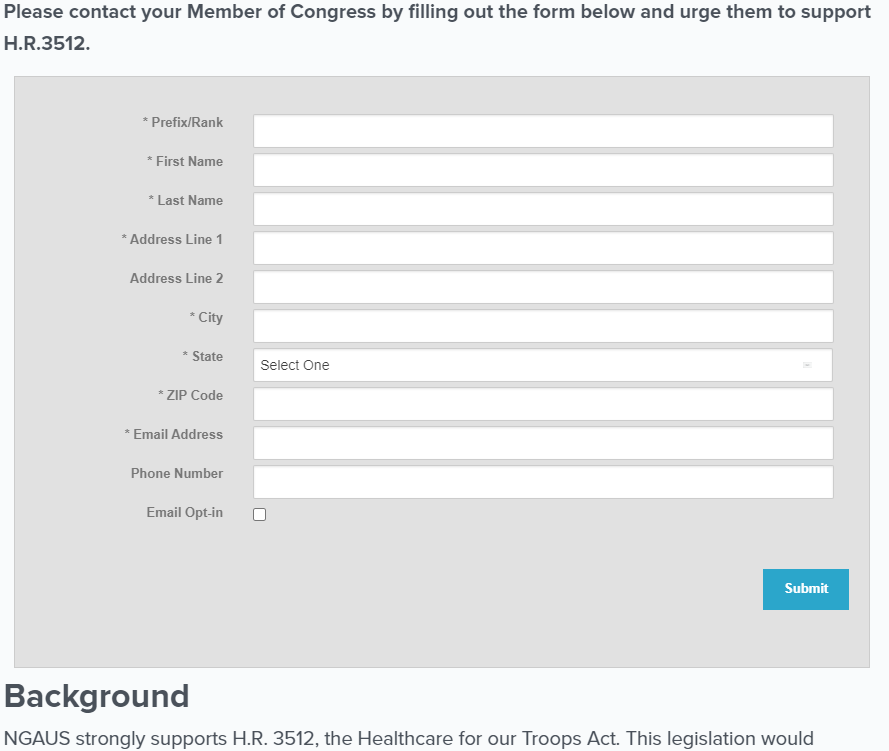 Please contact your Member of Congress by filling out the form below and urge them to support
H.R.3512.
* Prefix/Rank
* First Name
* Last Name
* Address Line 1
Address Line 2
* City
* State
Select One
* ZIP Code
* Email Address
Phone Number
Email Opt-in
Submit
Background
NGAUS strongly supports H.R. 3512, the Healthcare for our Troops Act. This legislation would